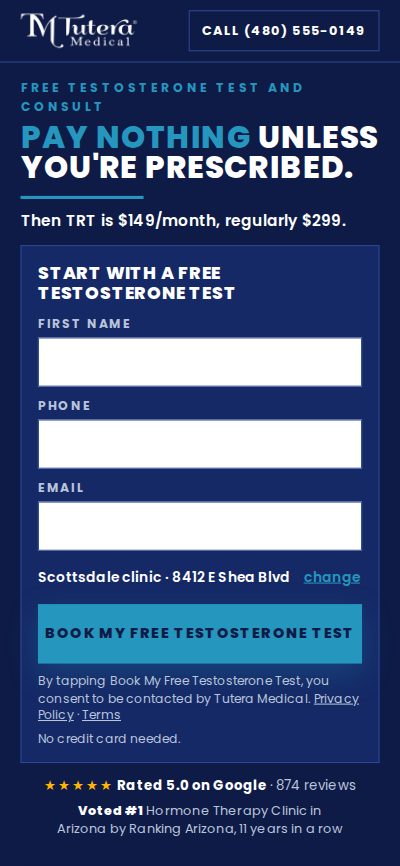 Tutera
Medical
CALL (480) 555-0149
FREE TESTOSTERONE TEST AND
CONSULT
PAY NOTHING UNLESS
YOU'RE PRESCRIBED.
Then TRT is $149/month, regularly $299.
START WITH A FREE
TESTOSTERONE TEST
FIRST NAME
PHONE
EMAIL
Scottsdale clinic · 8412 E Shea Blvd change
BOOK MY FREE TESTOSTERONE TEST
By tapping Book My Free Testosterone Test, you
consent to be contacted by Tutera Medical. Privacy
Policy · Terms
No credit card needed.
★★★★★ Rated 5.0 on Google · 874 reviews
Voted #1 Hormone Therapy Clinic in
Arizona by Ranking Arizona, 11 years in a row